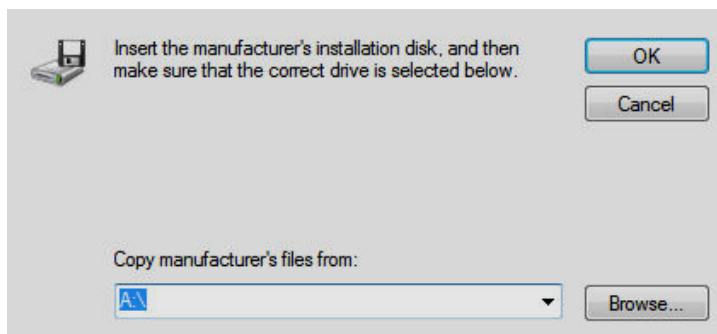 Insert the manufacturer's installation disk, and then
make sure that the correct drive is selected below.
OK
Cancel
Copy manufacturer's files from:
A:\
Browse...